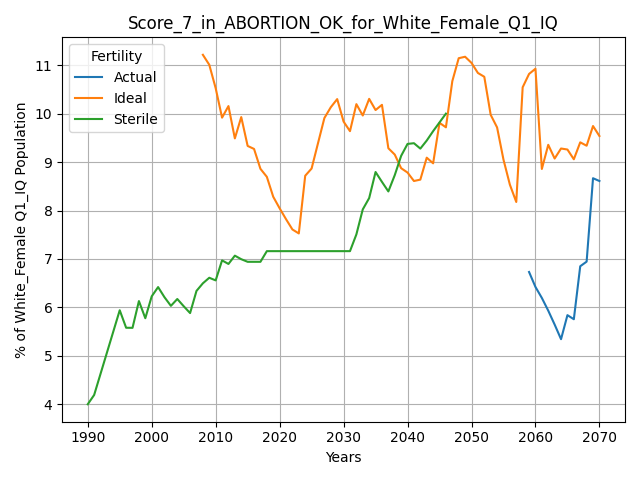 Score_7_in_ABORTION_OK_for_White_Female_Q1_IQ
Fertility
Actual
Ideal
Sterile
% of White_Female Q1_IQ Population
11
10
9
8
7
6
5
4
1990 2000 2010 2020 2030 2040 2050 2060 2070
Years